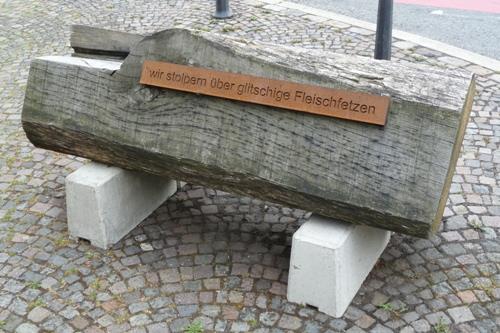 wir stolpern über glitschige Fleischfetzen